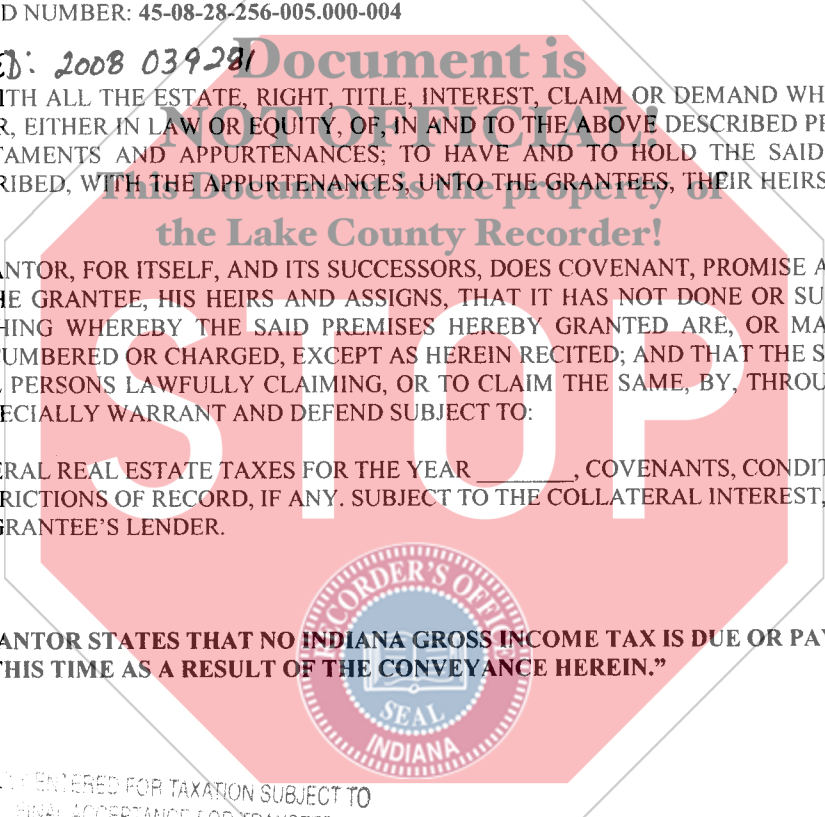 D NUMBER: 45-08-28-256-005.000-004
D: 2008 039281
Document is
ITH ALL THE ESTATE, RIGHT, TITLE, INTEREST, CLAIM OR DEMAND WH
NOT OFFICIAL!
R, EITHER IN LAW OR EQUITY, OF, IN AND TO THE ABOVE DESCRIBED PE
TAMENTS AND APPURTENANCES; TO HAVE AND TO HOLD THE SAID
RIBED, WITH THE APPURTENANCES, UNTO THE GRANTEES, THEIR HEIRS
This Document is the property of
the Lake County Recorder!
ANTOR, FOR ITSELF, AND ITS SUCCESSORS, DOES COVENANT, PROMISE A
HE GRANTEE, HIS HEIRS AND ASSIGNS, THAT IT HAS NOT DONE OR SU
HING WHEREBY THE SAID PREMISES HEREBY GRANTED ARE, OR MA
UMBERED OR CHARGED, EXCEPT AS HEREIN RECITED; AND THAT THE S
L PERSONS LAWFULLY CLAIMING, OR TO CLAIM THE SAME, BY, THROU
ECIALLY WARRANT AND DEFEND SUBJECT TO:
STOP
ERAL REAL ESTATE TAXES FOR THE YEAR _______, COVENANTS, CONDIT
RICTIONS OF RECORD, IF ANY. SUBJECT TO THE COLLATERAL INTEREST,
GRANTEE'S LENDER.
RECORDER'S OFFICE
ANTOR STATES THAT NO INDIANA GROSS INCOME TAX IS DUE OR PAY
THIS TIME AS A RESULT OF THE CONVEYANCE HEREIN.”
SEAL
INDIANA
ENTERED FOR TAXATION SUBJECT TO
FINAL ACCEPTANCE FOR